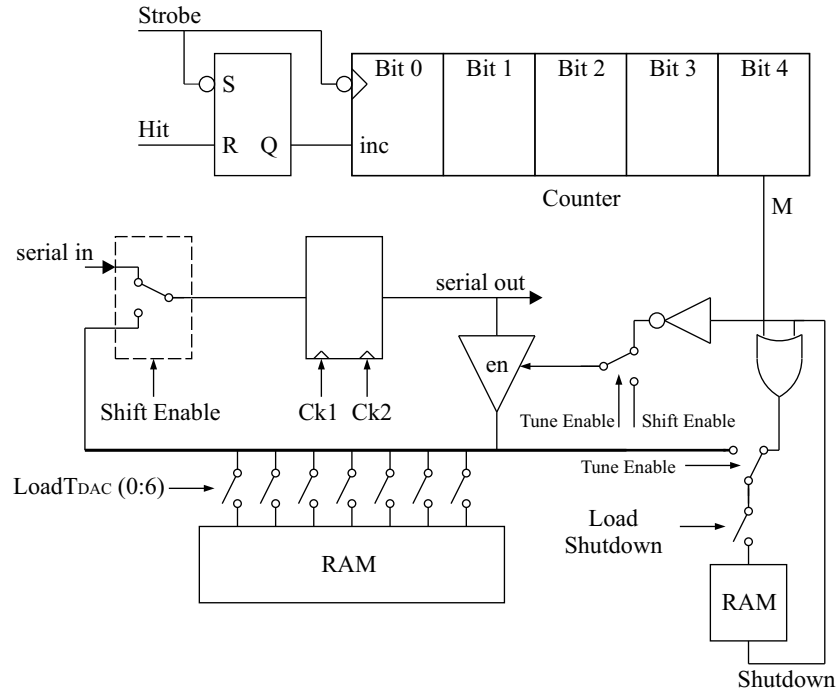 Strobe
Bit 0 Bit 1 Bit 2 Bit 3 Bit 4
S
Hit
R Q inc
Counter
M
serial in
serial out
en
Shift Enable
Ck1 Ck2
Tune Enable Shift Enable
Tune Enable
LoadTDAC (0:6)
Load
Shutdown
RAM
RAM
Shutdown